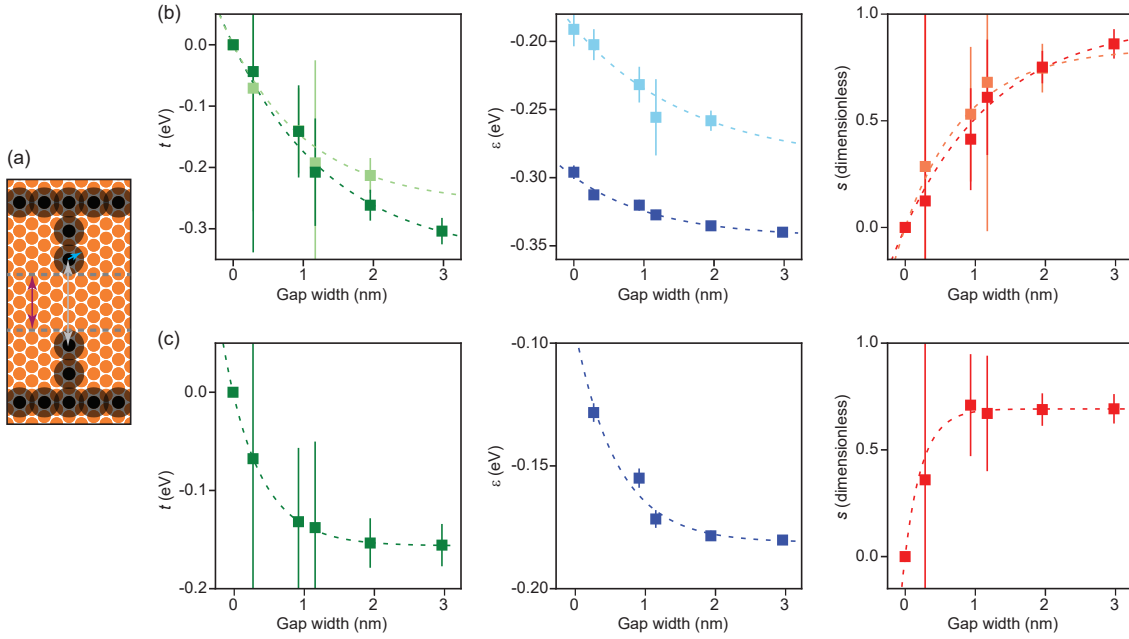 (a)
(b)
0.0
-0.1
-0.2
-0.3
t (eV)
0
1
2
3
Gap width (nm)
-0.20
-0.25
-0.30
-0.35
ε (eV)
0
1
2
3
Gap width (nm)
1.0
0.5
0.0
s (dimensionless)
0
1
2
3
Gap width (nm)
(c)
0.0
-0.1
-0.2
t (eV)
0
1
2
3
Gap width (nm)
-0.10
-0.15
-0.20
ε (eV)
0
1
2
3
Gap width (nm)
1.0
0.5
0.0
s (dimensionless)
0
1
2
3
Gap width (nm)